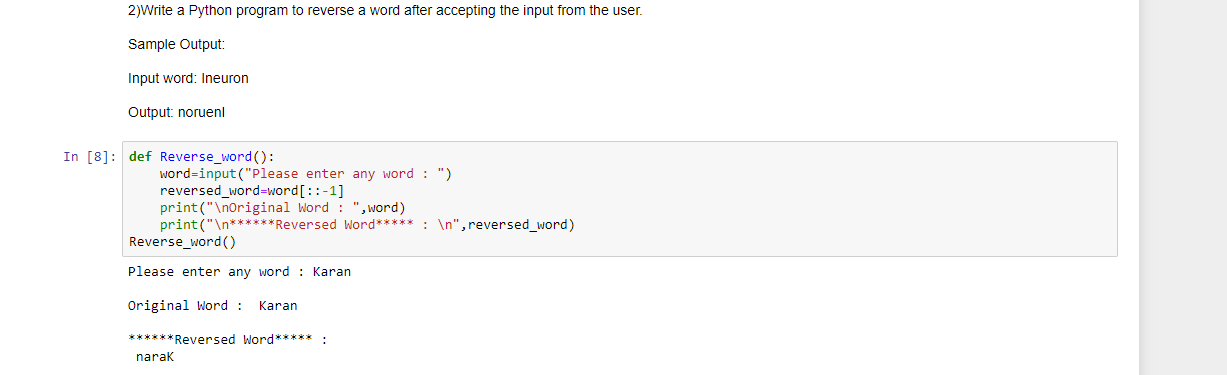 2)Write a Python program to reverse a word after accepting the input from the user.
Sample Output:
Input word: Ineuron
Output: noruenI
In [8]: def Reverse_word():
    word=input("Please enter any word : ")
    reversed_word=word[::-1]
    print("\nOriginal Word : ",word)
    print("\n******Reversed Word***** : \n",reversed_word)
Reverse_word()
Please enter any word : Karan
Original Word :  Karan
******Reversed Word***** :
 naraK